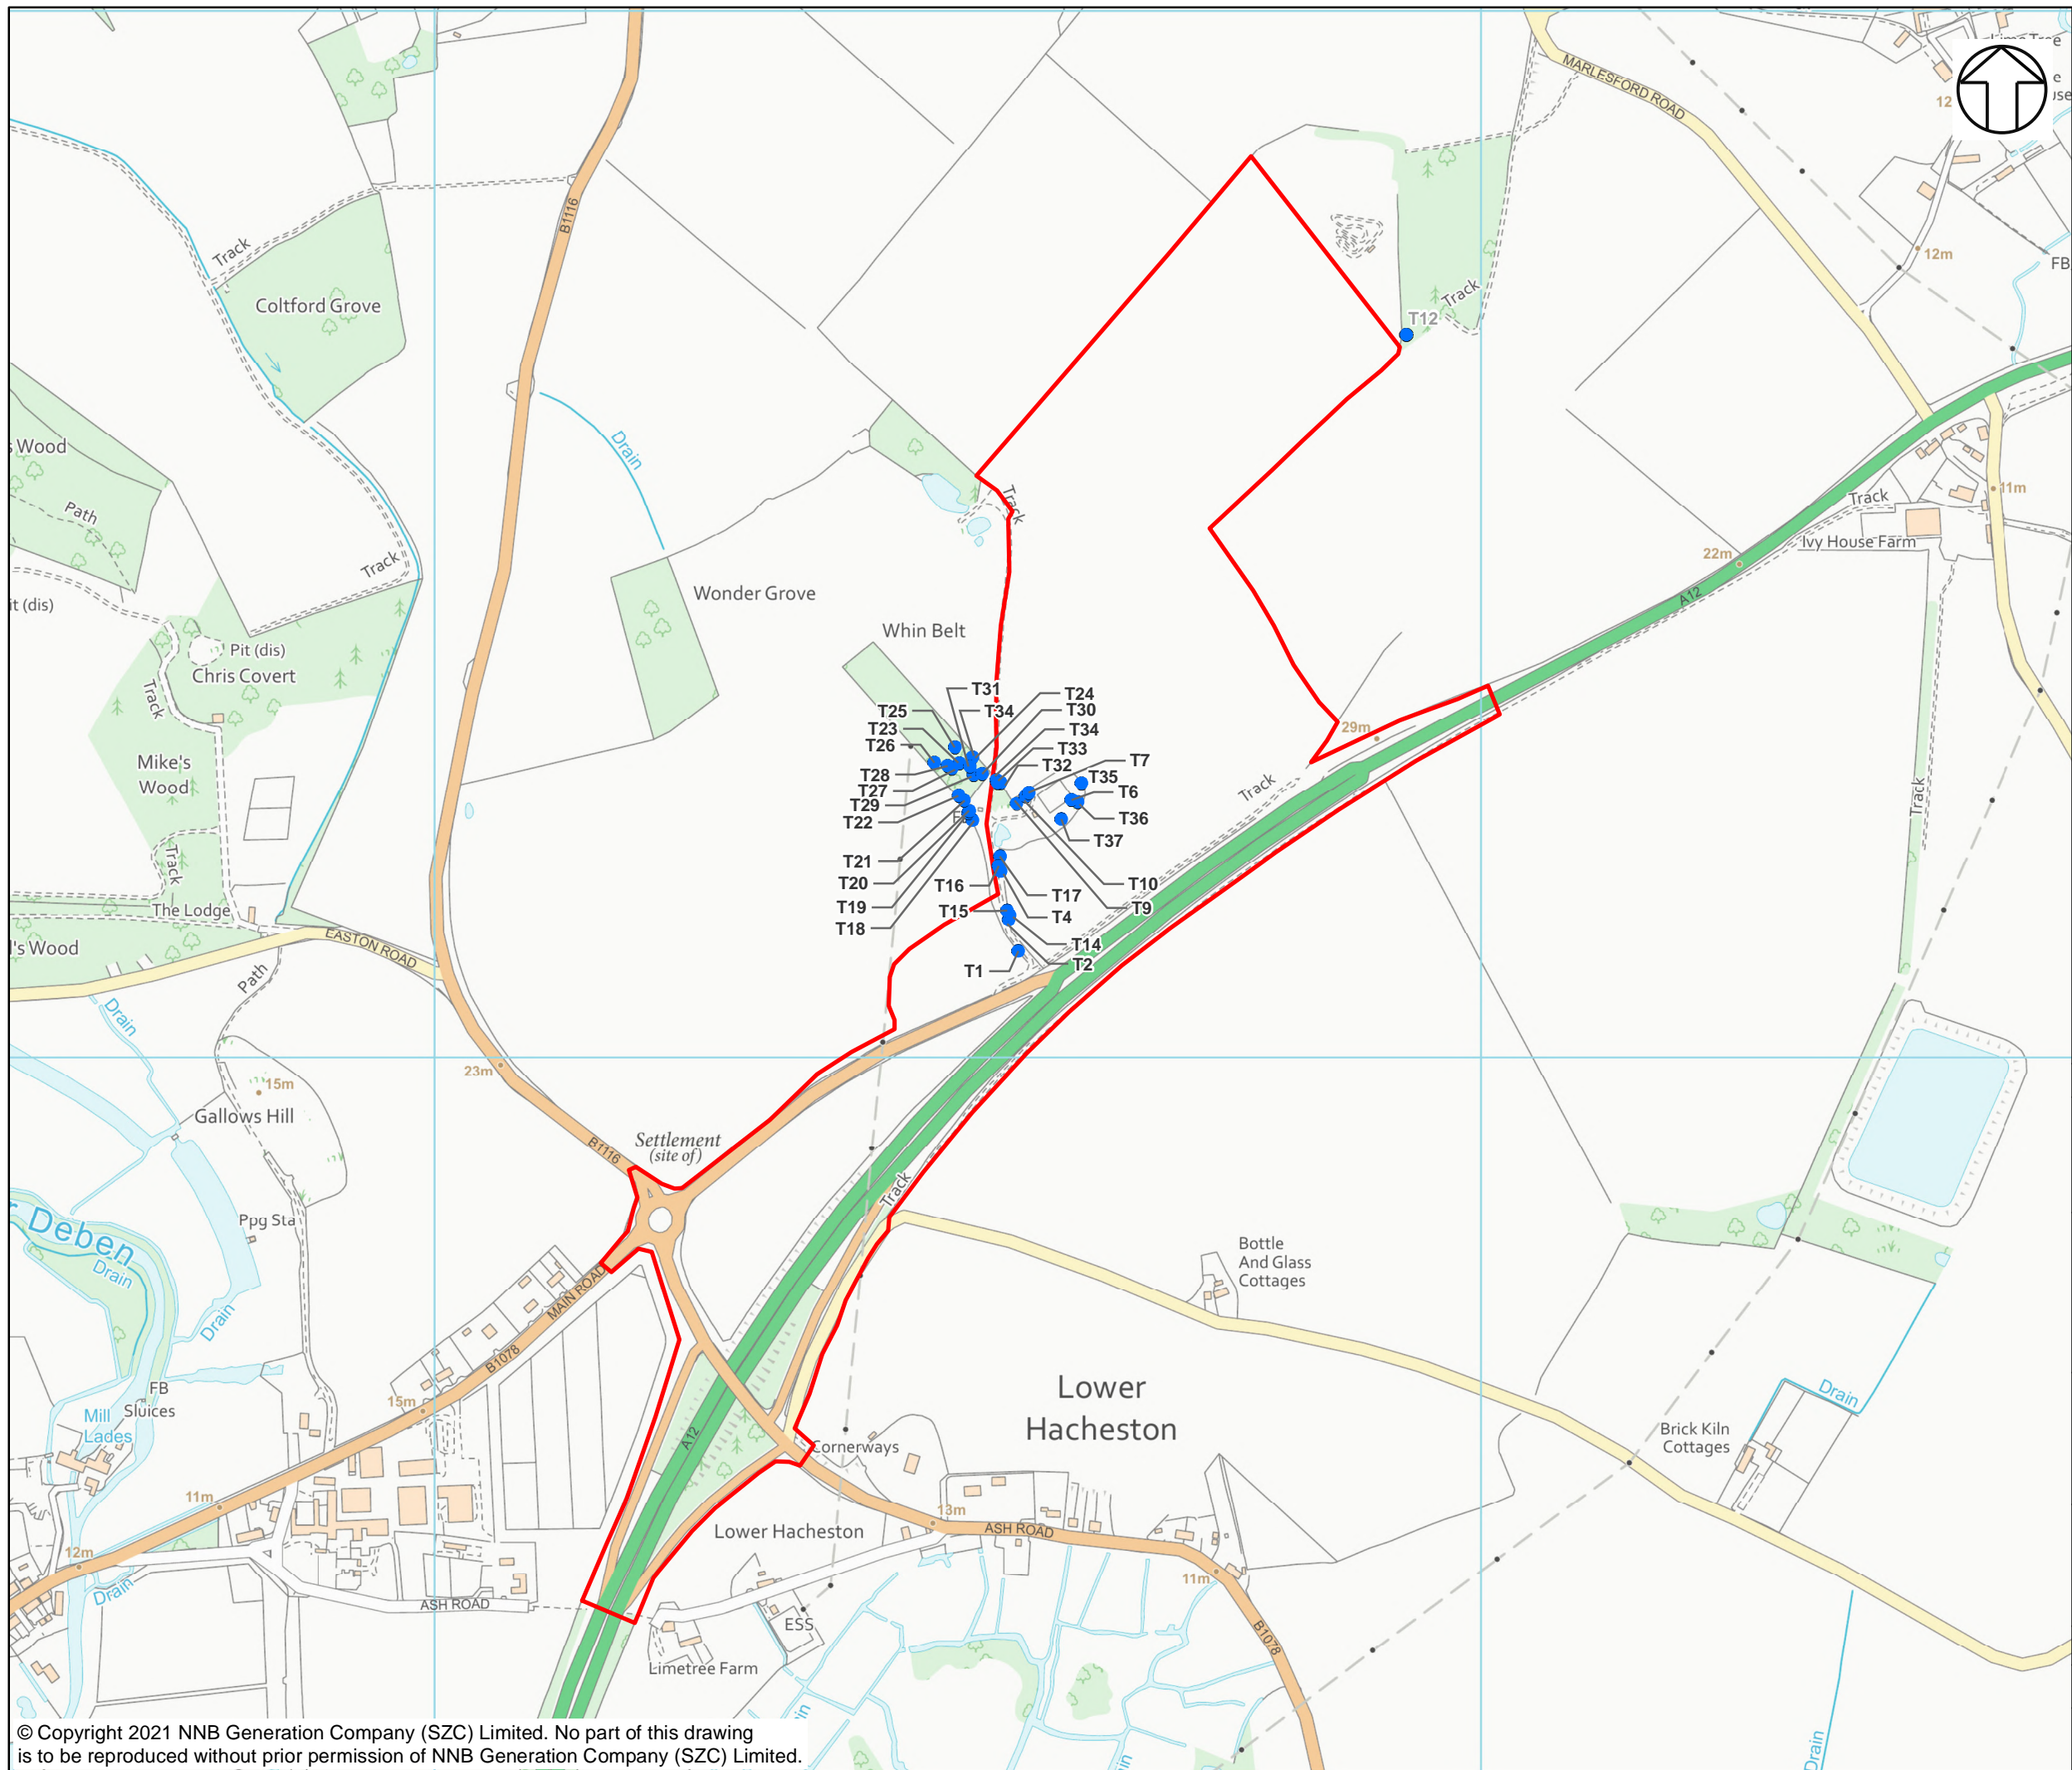 Lime Tree
MARLESFORD ROAD
12
B1116
Track
12m
FB
Coltford Grove
Track
T12
Drain
s Wood
Path
Track
Track
11m
Track
Ivy House Farm
22m
A12
it (dis)
Wonder Grove
Whin Belt
Pit (dis)
Chris Covert
Track
T31
T24
T25
T34
T30
T23
T34
T26
T33
T7
T32
T35
T28
T6
T27
T29
T36
T22
T37
29m
Track
Track
Mike's
Wood
Track
T21
T20
T16
T10
T19
T17
T15
T4
T9
T18
T14
T1
T2
The Lodge
EASTON ROAD
l's Wood
Path
Drain
23m
15m
Gallows Hill
Settlement
(site of)
B1116
Track
Ppg Sta
r Deben
Drain
Drain
MAIN ROAD
B1078
Bottle
And Glass
Cottages
FB
Sluices
Mill
Lades
15m
A12
Lower
Hacheston
Drain
Brick Kiln
Cottages
Cornerways
11m
13m
ASH ROAD
Lower Hacheston
12m
Drain
11m
ASH ROAD
ESS
B1078
Limetree Farm
Drain
© Copyright 2021 NNB Generation Company (SZC) Limited. No part of this drawing
is to be reproduced without prior permission of NNB Generation Company (SZC) Limited.